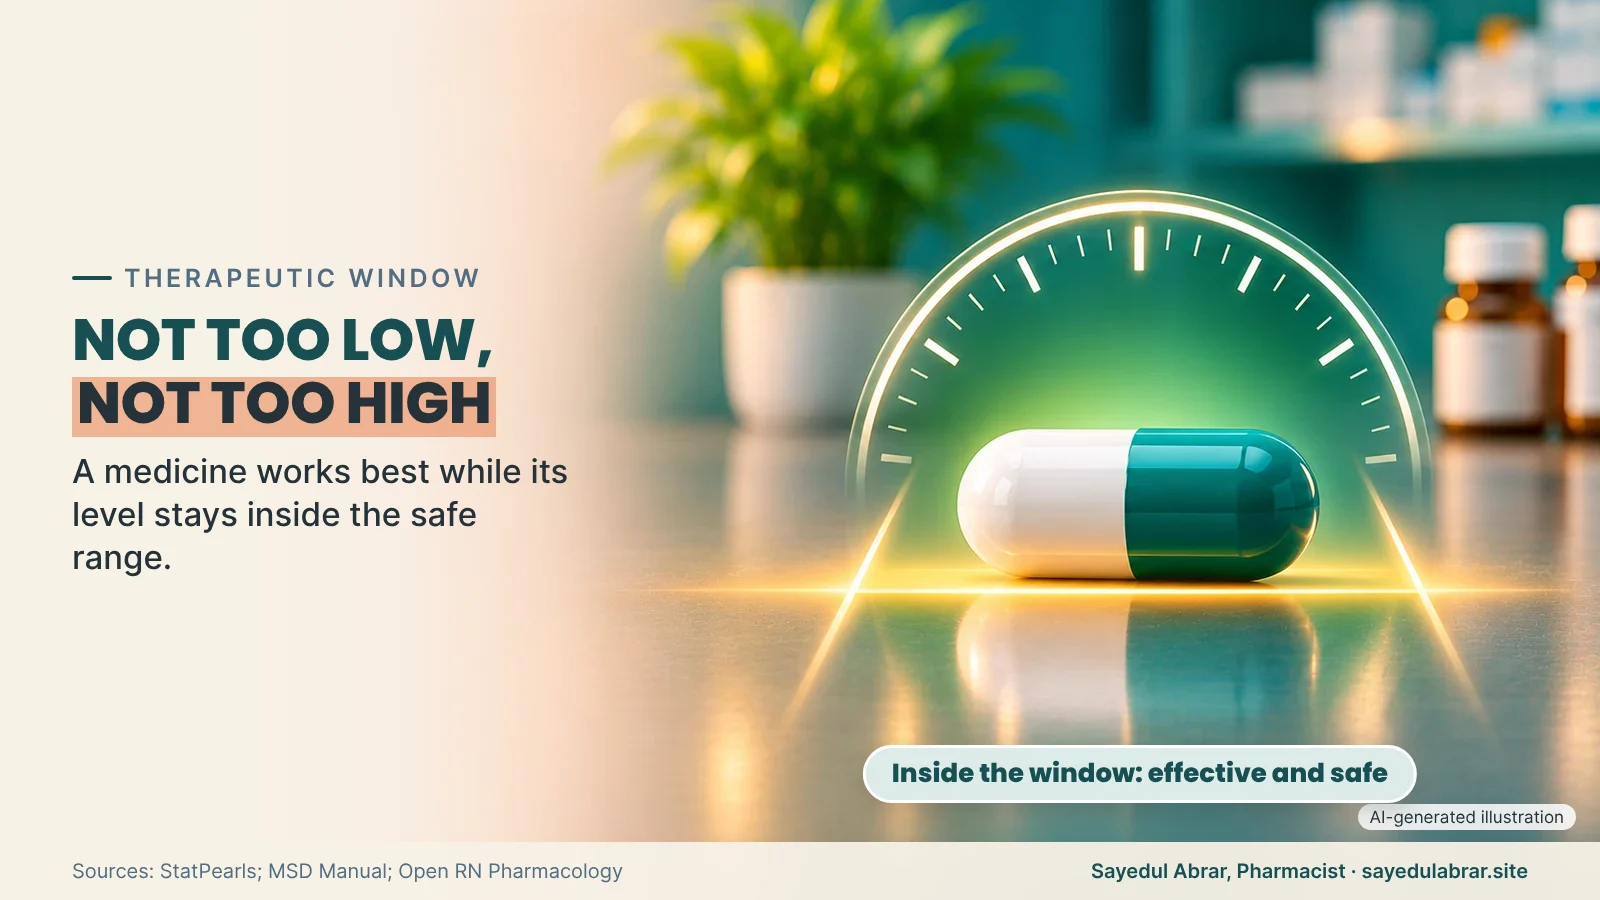 THERAPEUTIC WINDOW
NOT TOO LOW,
NOT TOO HIGH
A medicine works best while its
level stays inside the safe
range.
Inside the window: effective and safe
AI-generated illustration
Sources: StatPearls; MSD Manual; Open RN Pharmacology
Sayedul Abrar, Pharmacist · sayedulabrar.site